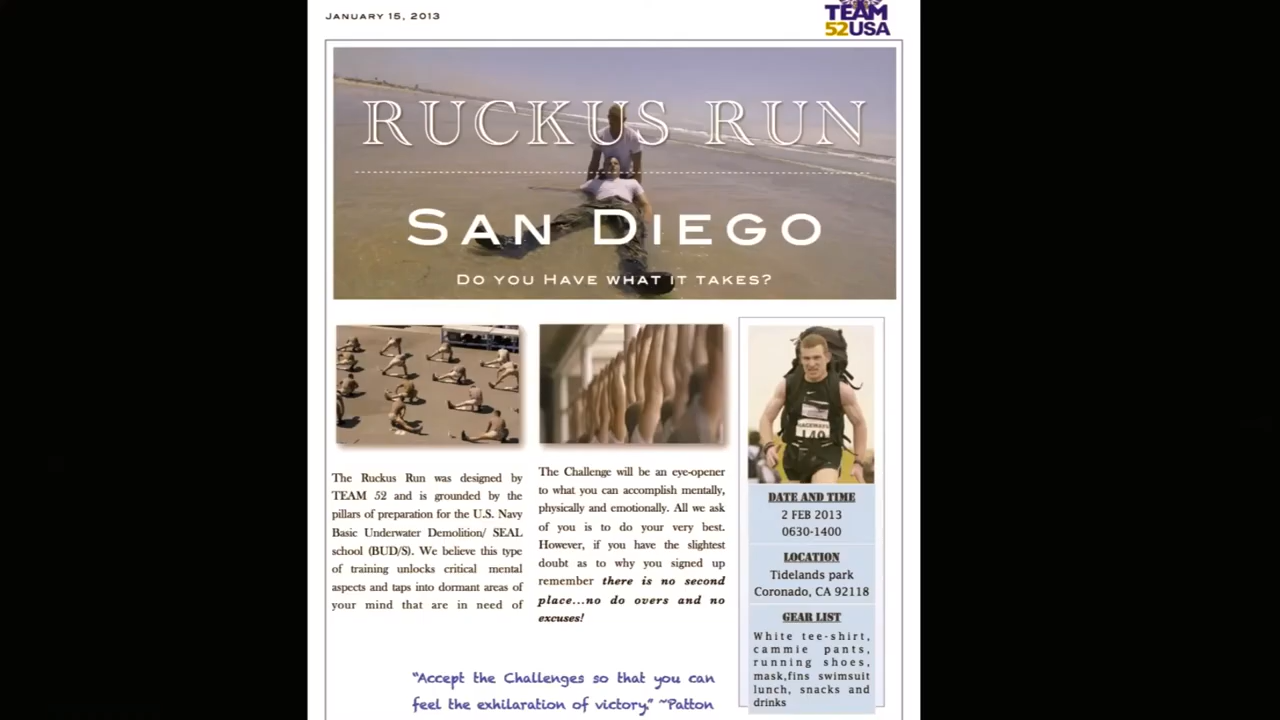 JANUARY 15, 2013
TEAM
52USA
RUCKUS RUN
SAN DIEGO
DO YOU HAVE WHAT IT TAKES?
The Ruckus Run was designed by
TEAM 52 and is grounded by the
pillars of preparation for the U.S. Navy
Basic Underwater Demolition/ SEAL
school (BUD/S). We believe this type
of training unlocks critical mental
aspects and taps into dormant areas of
your mind that are in need of
The Challenge will be an eye-opener
to what you can accomplish mentally,
physically and emotionally. All we ask
of you is to do your very best.
However, if you have the slightest
doubt as to why you signed up
remember there is no second
place...no do overs and no
excuses!
149
DATE AND TIME
2 FEB 2013
0630-1400
LOCATION
Tidelands park
Coronado, CA 92118
GEAR LIST
White tee-shirt,
cammie pants,
running shoes,
mask,fins swimsuit
lunch, snacks and
drinks
"Accept the Challenges so that you can
feel the exhilaration of victory." ~Patton